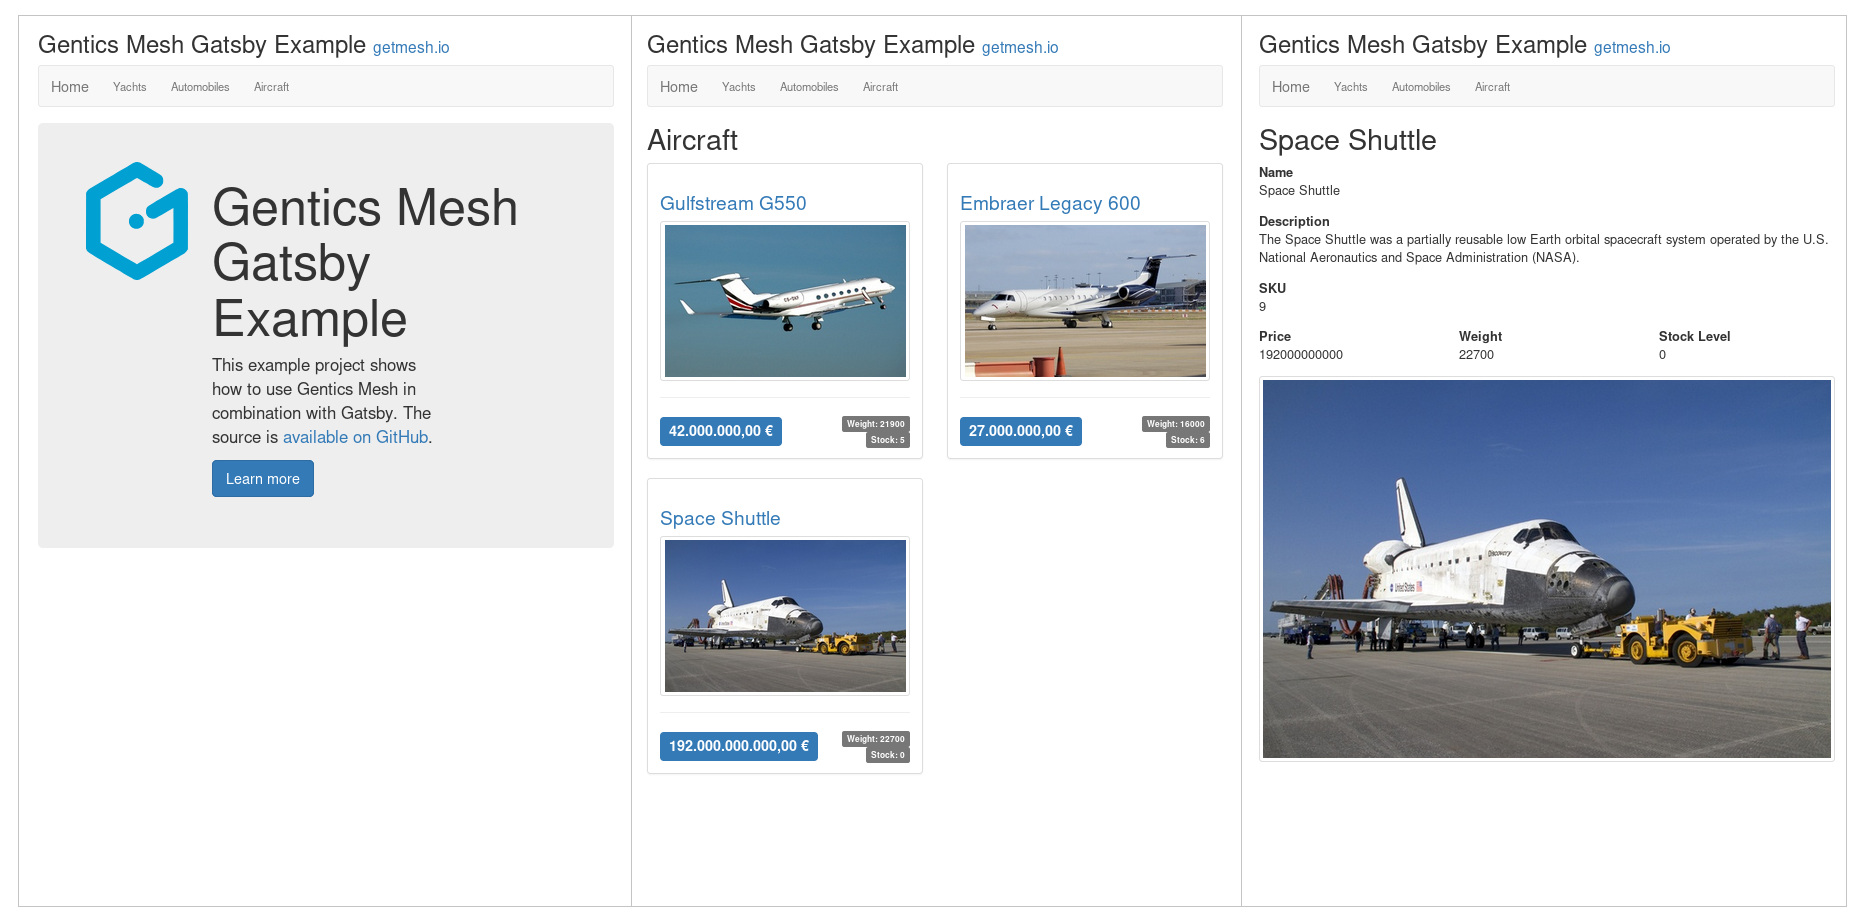 Gentics Mesh Gatsby Example getmesh.io
Home Yachts Automobiles Aircraft
Gentics Mesh
Gatsby
Example
This example project shows
how to use Gentics Mesh in
combination with Gatsby. The
source is available on GitHub.
Learn more
Gentics Mesh Gatsby Example getmesh.io
Home Yachts Automobiles Aircraft
Aircraft
Gulfstream G550
42.000.000,00 €
Weight: 21900
Stock: 5
Embraer Legacy 600
27.000.000,00 €
Weight: 16000
Stock: 6
Space Shuttle
192.000.000.000,00 €
Weight: 22700
Stock: 0
Gentics Mesh Gatsby Example getmesh.io
Home Yachts Automobiles Aircraft
Space Shuttle
Name
Space Shuttle
Description
The Space Shuttle was a partially reusable low Earth orbital spacecraft system operated by the U.S.
National Aeronautics and Space Administration (NASA).
SKU
9
Price Weight Stock Level
192000000000 22700 0
Discovery
United States